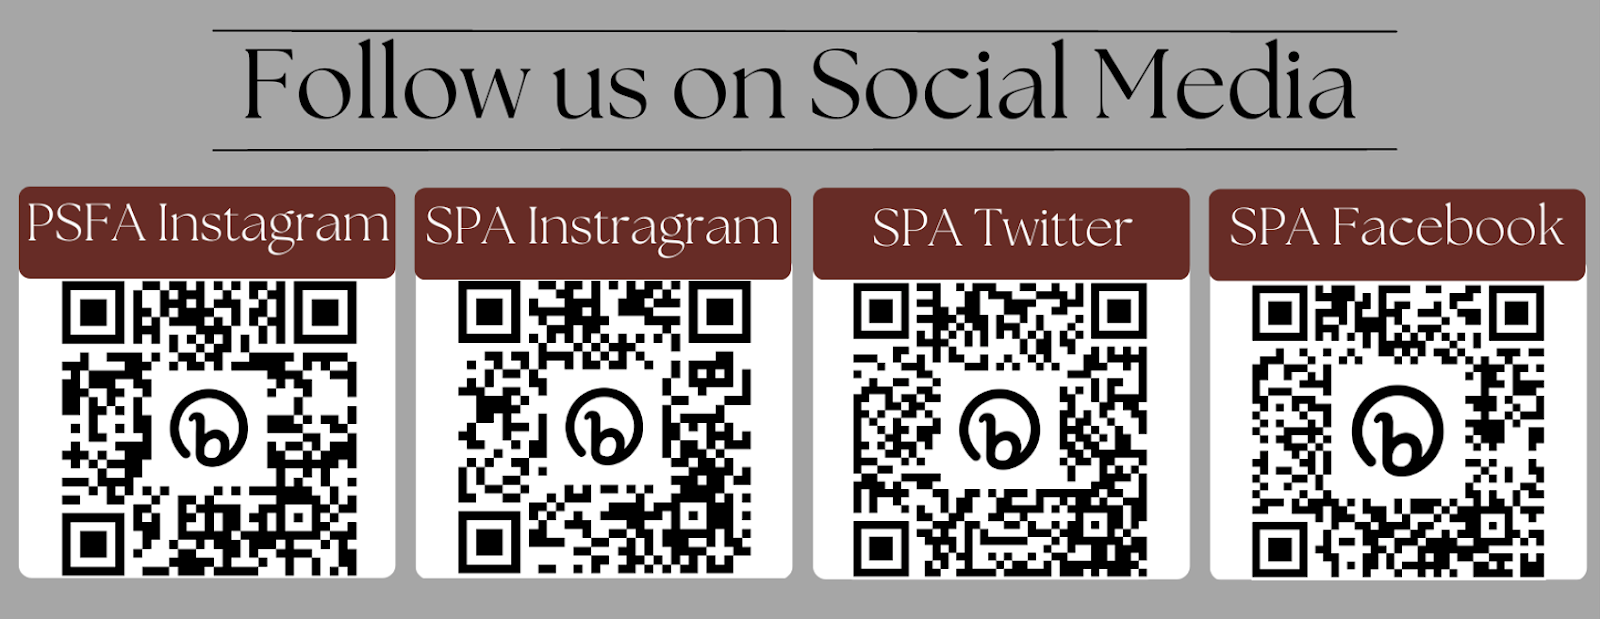 Follow us on Social Media
PSFA Instagram
SPA Instragram
SPA Twitter
SPA Facebook